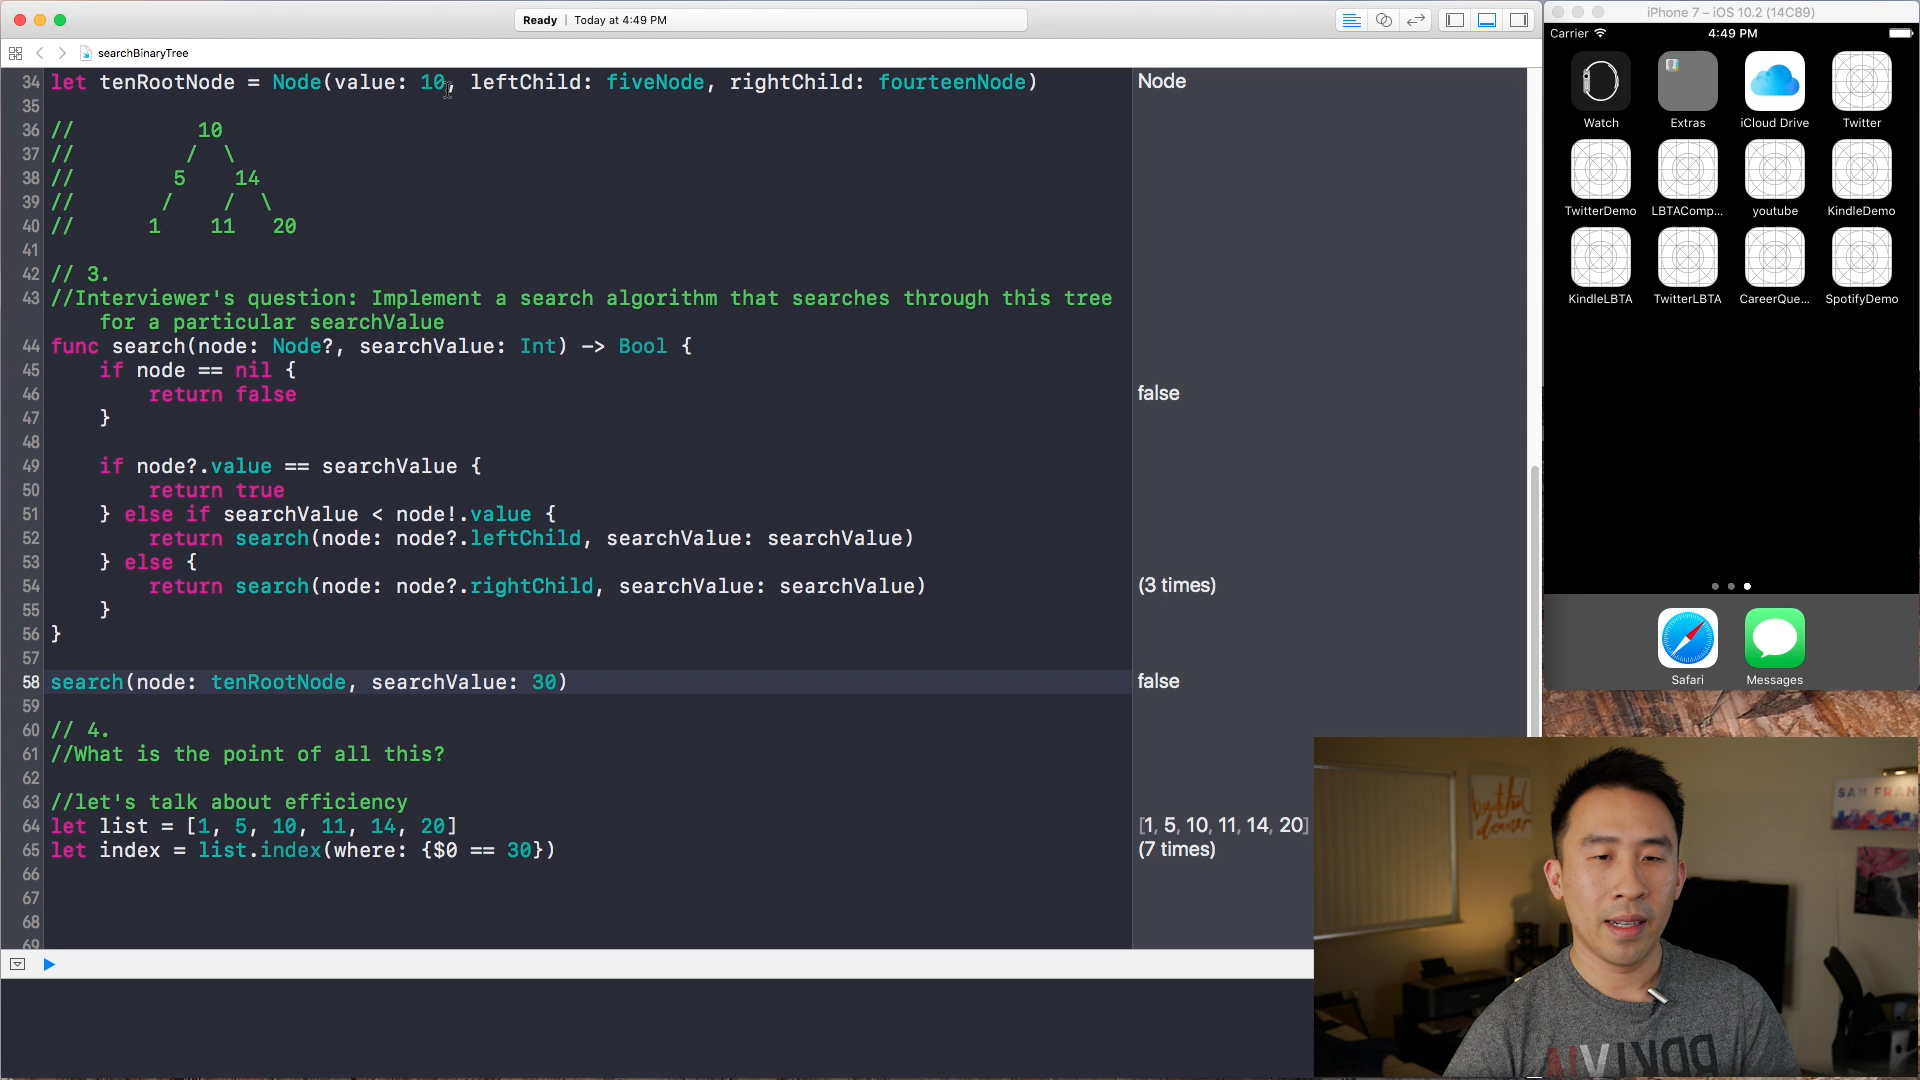 Ready | Today at 4:49 PM
searchBinaryTree
34 let tenRootNode = Node(value: 10, leftChild: fiveNode, rightChild: fourteenNode)
Node
35
36 // 10
37 // / \
38 // 5 14
39 // / / \
40 // 1 11 20
41
42 // 3.
43 //Interviewer's question: Implement a search algorithm that searches through this tree
for a particular searchValue
44 func search(node: Node?, searchValue: Int) -> Bool {
45 if node == nil {
46 return false
false
47 }
48
49 if node?.value == searchValue {
50 return true
51 } else if searchValue < node!.value {
52 return search(node: node?.leftChild, searchValue: searchValue)
53 } else {
54 return search(node: node?.rightChild, searchValue: searchValue)
(3 times)
55 }
56 }
57
58 search(node: tenRootNode, searchValue: 30)
false
59
60 // 4.
61 //What is the point of all this?
62
63 //let's talk about efficiency
64 let list = [1, 5, 10, 11, 14, 20]
[1, 5, 10, 11, 14, 20]
65 let index = list.index(where: {$0 == 30})
(7 times)
66
67
68
69
iPhone 7 – iOS 10.2 (14C89)
Carrier 4:49 PM
Watch Extras iCloud Drive Twitter
TwitterDemo LBTAComp... youtube KindleDemo
KindleLBTA TwitterLBTA CareerQue... SpotifyDemo
Safari Messages
SAN FRAN